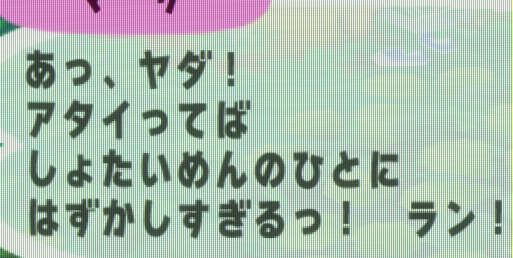 あっ、ヤダ！
アタイってば
しょたいめんのひとに
はずかしすぎるっ！　ラン！